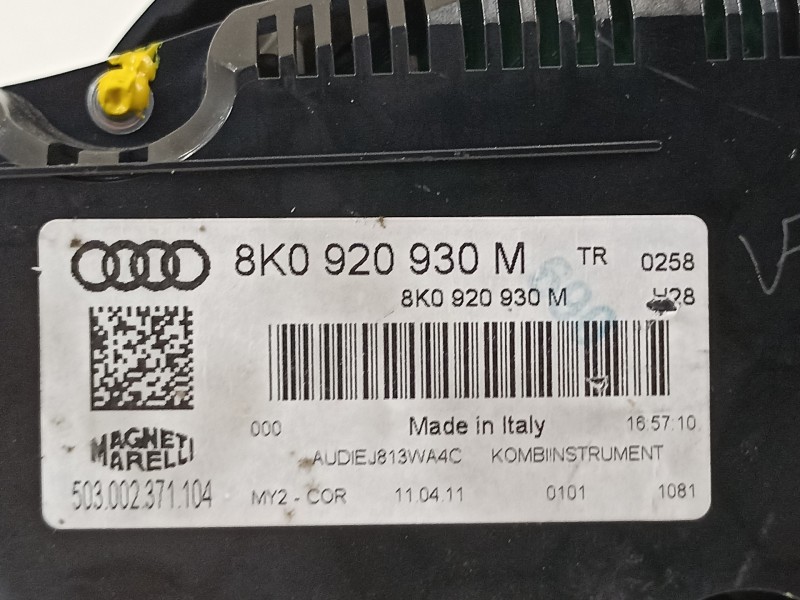 8K0 920 930 M TR 0258
8K0 920 930 M H28
000 Made in Italy 16:57:10
MAGNETI MARELLI
AUDIEJ813WA4C KOMBIINSTRUMENT
503.002.371.104 MY2 - COR 11.04.11 0101 1081